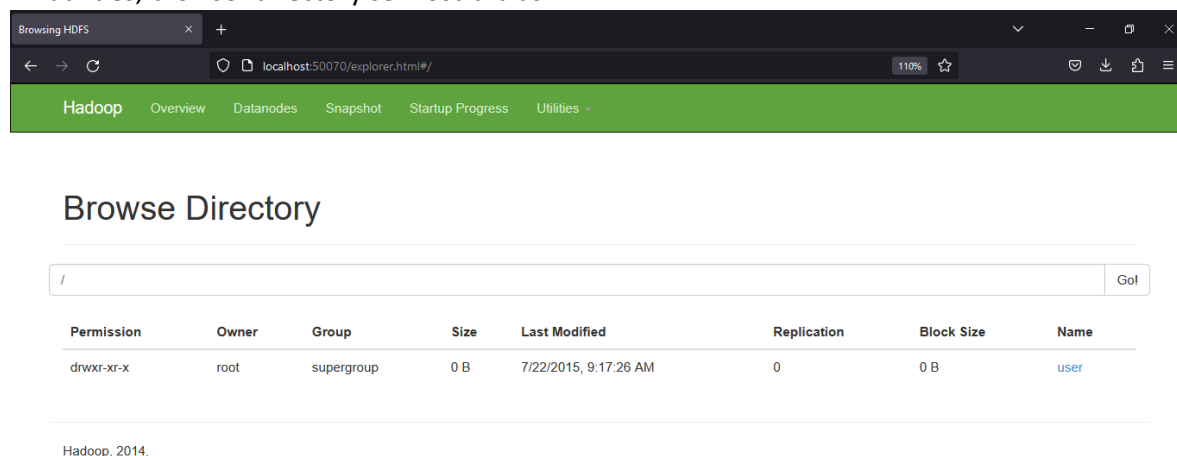 Browsing HDFS
localhost:50070/explorer.html#/
110%
Hadoop Overview Datanodes Snapshot Startup Progress Utilities
Browse Directory
/ Go!
Permission Owner Group Size Last Modified Replication Block Size Name
drwxr-xr-x root supergroup 0 B 7/22/2015, 9:17:26 AM 0 0 B user
Hadoop, 2014.